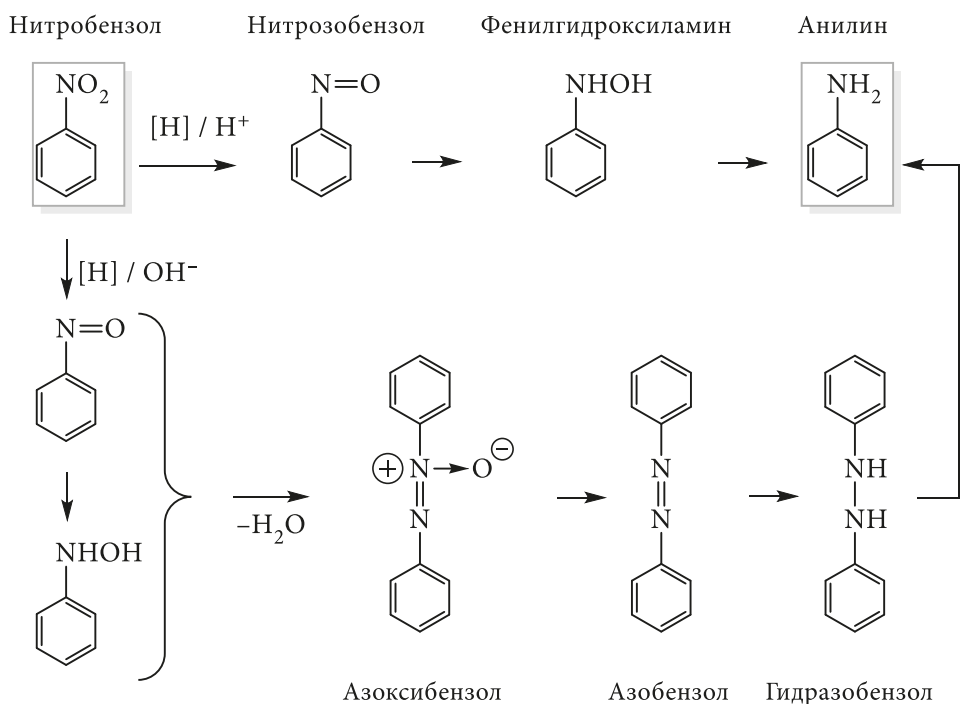 Нитробензол
Нитрозобензол
Фенилгидроксиламин
Анилин
NO2
N=O
NHOH
NH2
[H] / H+
[H] / OH−
N=O
NHOH
–H2O
⊕ N→O ⊖
N
N
N
NH
NH
Азоксибензол
Азобензол
Гидразобензол